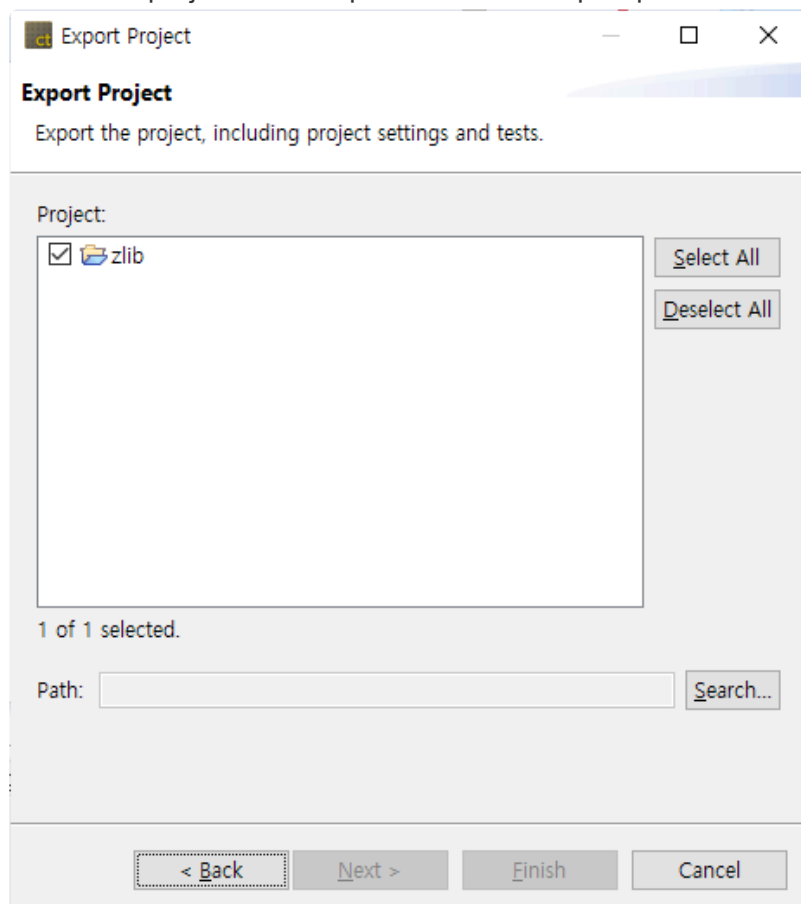 ct Export Project
Export Project
Export the project, including project settings and tests.
Project:
zlib
Select All
Deselect All
1 of 1 selected.
Path:
Search...
< Back
Next >
Finish
Cancel